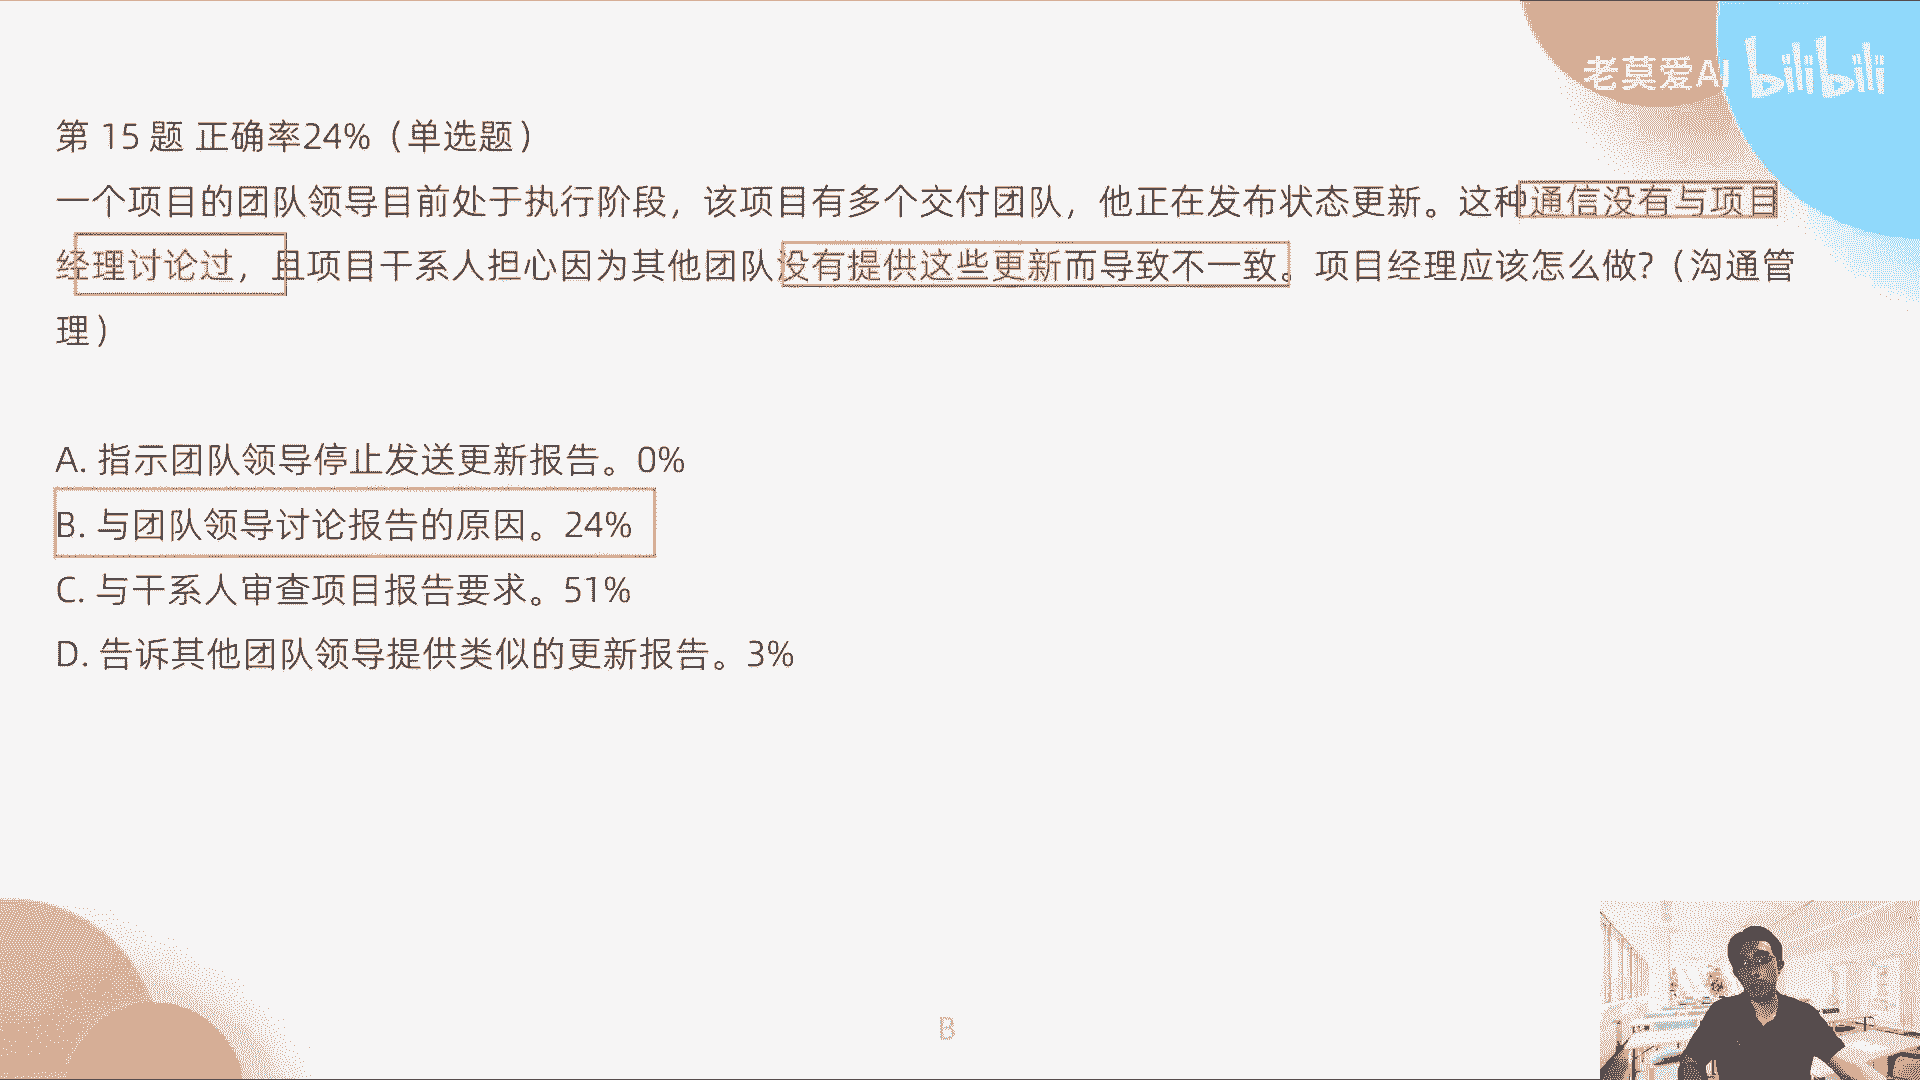 老莫爱AI bilibili
第 15 题 正确率24%（单选题）
一个项目的团队领导目前处于执行阶段，该项目有多个交付团队，他正在发布状态更新。这种通信没有与项目
经理讨论过，且项目干系人担心因为其他团队没有提供这些更新而导致不一致。项目经理应该怎么做?（沟通管
理）
A. 指示团队领导停止发送更新报告。0%
B. 与团队领导讨论报告的原因。24%
C. 与干系人审查项目报告要求。51%
D. 告诉其他团队领导提供类似的更新报告。3%
B